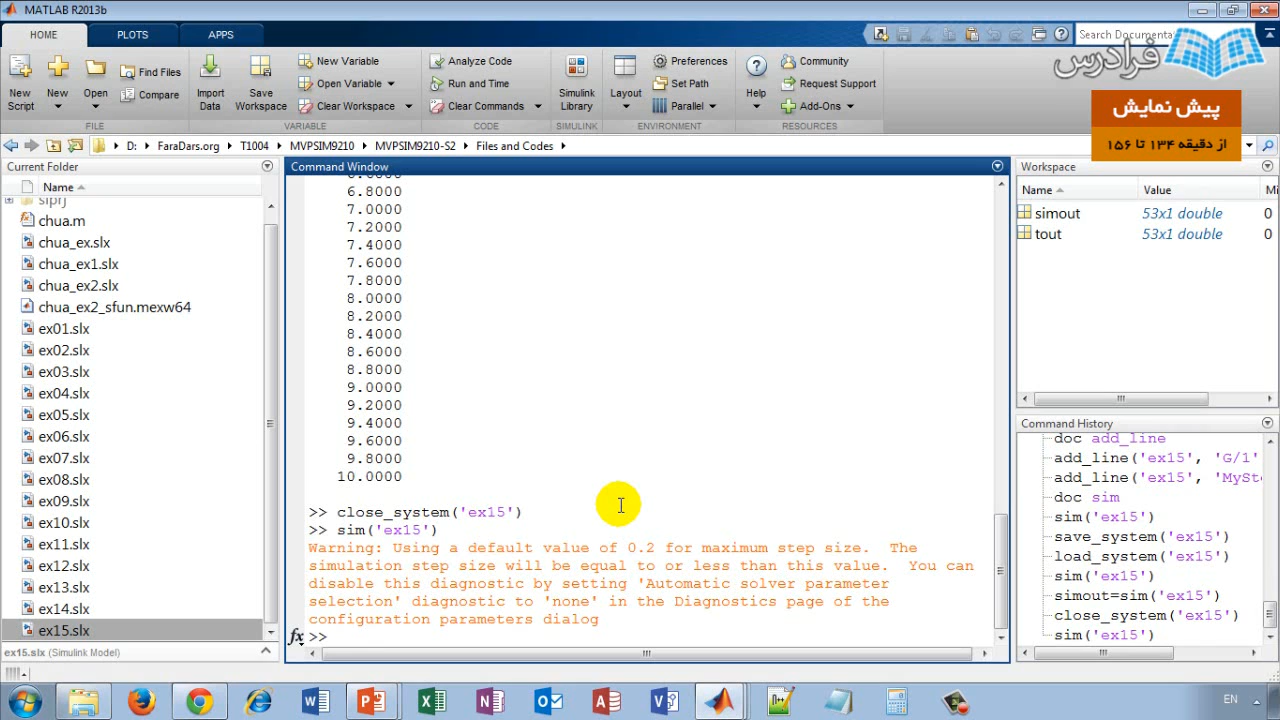 MATLAB R2013b
HOME
PLOTS
APPS
Search Documenta
فرادرس
New Script
New
Open
Find Files
Compare
Import Data
Save Workspace
New Variable
Open Variable
Clear Workspace
Analyze Code
Run and Time
Clear Commands
Simulink Library
Layout
Preferences
Set Path
Parallel
Help
Community
Request Support
Add-Ons
FILE
VARIABLE
CODE
SIMULINK
ENVIRONMENT
RESOURCES
پیش نمایش
از دقیقه ۱۳۴ تا ۱۵۶
D: ▸ FaraDars.org ▸ T1004 ▸ MVPSIM9210 ▸ MVPSIM9210-S2 ▸ Files and Codes ▸
Current Folder
Name
slprj
chua.m
chua_ex.slx
chua_ex1.slx
chua_ex2.slx
chua_ex2_sfun.mexw64
ex01.slx
ex02.slx
ex03.slx
ex04.slx
ex05.slx
ex06.slx
ex07.slx
ex08.slx
ex09.slx
ex10.slx
ex11.slx
ex12.slx
ex13.slx
ex14.slx
ex15.slx
ex15.slx (Simulink Model)
Command Window
6.6000
6.8000
7.0000
7.2000
7.4000
7.6000
7.8000
8.0000
8.2000
8.4000
8.6000
8.8000
9.0000
9.2000
9.4000
9.6000
9.8000
10.0000
>> close_system('ex15')
>> sim('ex15')
Warning: Using a default value of 0.2 for maximum step size.  The
simulation step size will be equal to or less than this value.  You can
disable this diagnostic by setting 'Automatic solver parameter
selection' diagnostic to 'none' in the Diagnostics page of the
configuration parameters dialog
fx >>
Workspace
Name Value Mi
simout 53x1 double 0
tout 53x1 double 0
Command History
doc add_line
add_line('ex15', 'G/1'
add_line('ex15', 'MySt
doc sim
sim('ex15')
save_system('ex15')
load_system('ex15')
sim('ex15')
simout=sim('ex15')
close_system('ex15')
sim('ex15')
EN